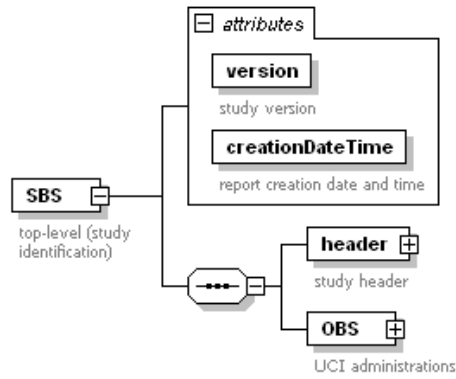 attributes
version
study version
creationDateTime
report creation date and time
SBS
top-level (study
identification)
header
study header
OBS
UCI administrations